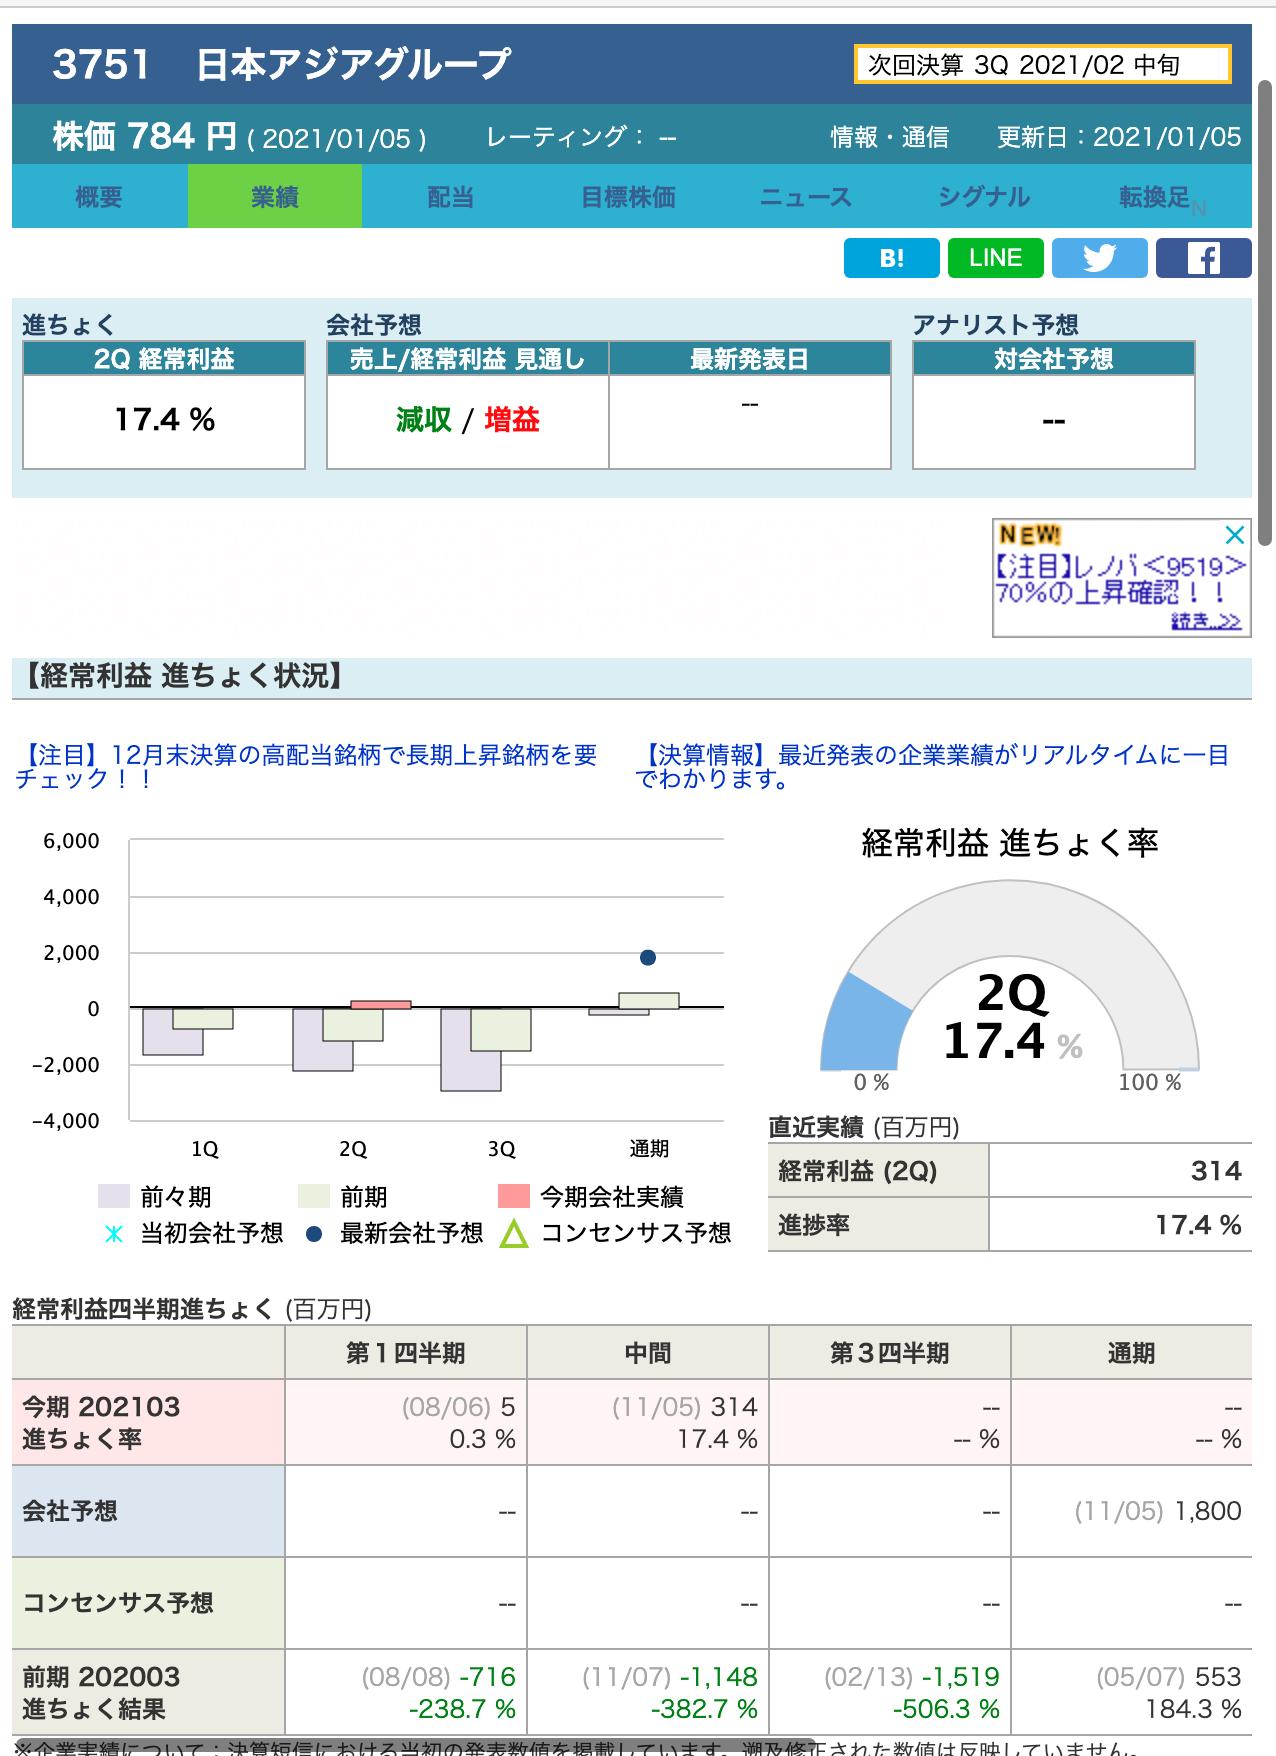 3751　日本アジアグループ
次回決算 3Q 2021/02 中旬
株価 784 円 ( 2021/01/05 )　レーティング： --　情報・通信　更新日：2021/01/05
概要　業績　配当　目標株価　ニュース　シグナル　転換足N
B!　LINE
進ちょく　会社予想　アナリスト予想
2Q 経常利益　売上/経常利益 見通し　最新発表日　対会社予想
17.4 %　減収 / 増益　--　--
NEW!
【注目】レノバ<9519>
70%の上昇確認！！
続き..>>
【経常利益 進ちょく状況】
【注目】12月末決算の高配当銘柄で長期上昇銘柄を要
チェック！！
【決算情報】最近発表の企業業績がリアルタイムに一目
でわかります。
6,000
4,000
2,000
0
-2,000
-4,000
1Q　2Q　3Q　通期
前々期　前期　今期会社実績
当初会社予想　最新会社予想　コンセンサス予想
経常利益 進ちょく率
2Q
17.4 %
0 %　100 %
直近実績 (百万円)
経常利益 (2Q)　314
進捗率　17.4 %
経常利益四半期進ちょく (百万円)
第１四半期　中間　第３四半期　通期
今期 202103　(08/06) 5　(11/05) 314　--　--
進ちょく率　0.3 %　17.4 %　-- %　-- %
会社予想　--　--　--　(11/05) 1,800
コンセンサス予想　--　--　--　--
前期 202003　(08/08) -716　(11/07) -1,148　(02/13) -1,519　(05/07) 553
進ちょく結果　-238.7 %　-382.7 %　-506.3 %　184.3 %
※企業実績について：決算短信における当初の発表数値を掲載しています。遡及修正された数値は反映していません。